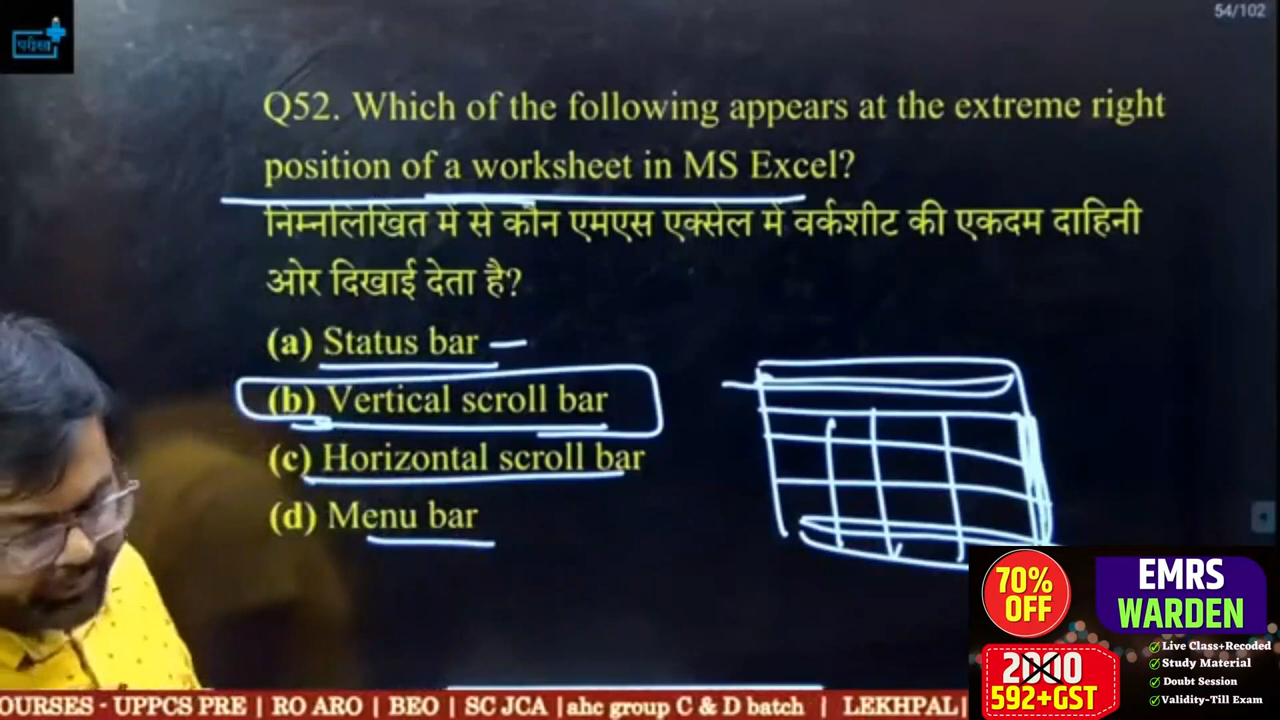 54/102
परीक्षा
Q52. Which of the following appears at the extreme right
position of a worksheet in MS Excel?
निम्नलिखित में से कौन एमएस एक्सेल में वर्कशीट की एकदम दाहिनी
ओर दिखाई देता है?
(a) Status bar
(b) Vertical scroll bar
(c) Horizontal scroll bar
(d) Menu bar
70%
OFF
EMRS
WARDEN
2000
592+GST
Live Class+Recoded
Study Material
Doubt Session
Validity-Till Exam
OURSES - UPPCS PRE | RO ARO | BEO | SC JCA |ahc group C & D batch | LEKHPAL|